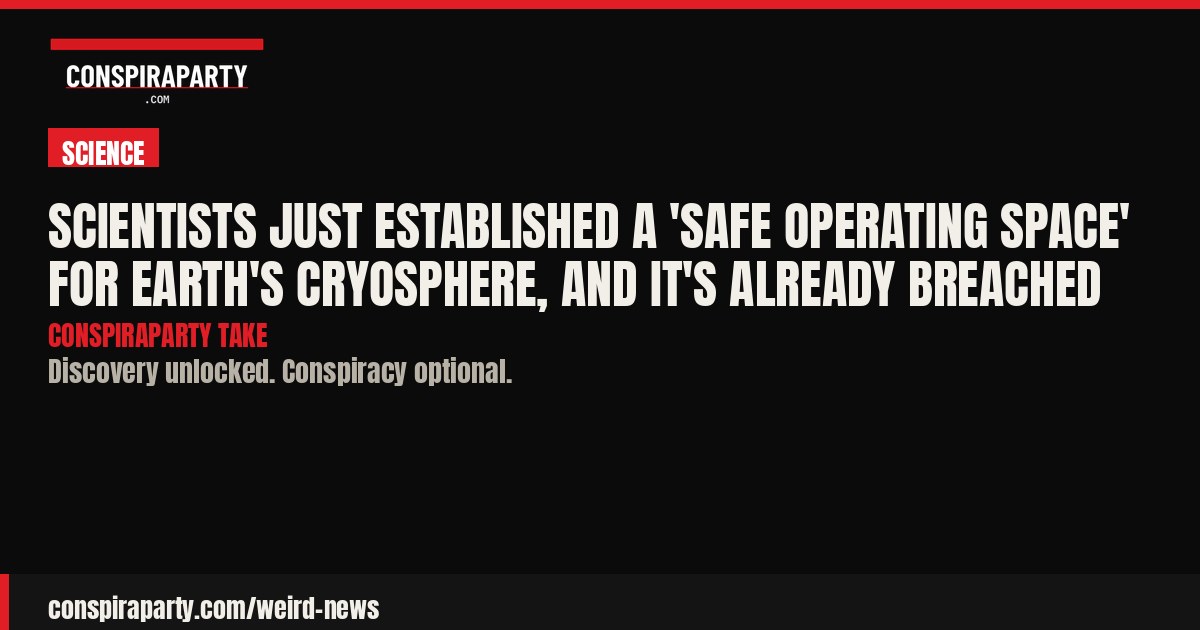 CONSPIRAPARTY
.COM
SCIENCE
SCIENTISTS JUST ESTABLISHED A 'SAFE OPERATING SPACE'
FOR EARTH'S CRYOSPHERE, AND IT'S ALREADY BREACHED
CONSPIRAPARTY TAKE
Discovery unlocked. Conspiracy optional.
conspiraparty.com/weird-news